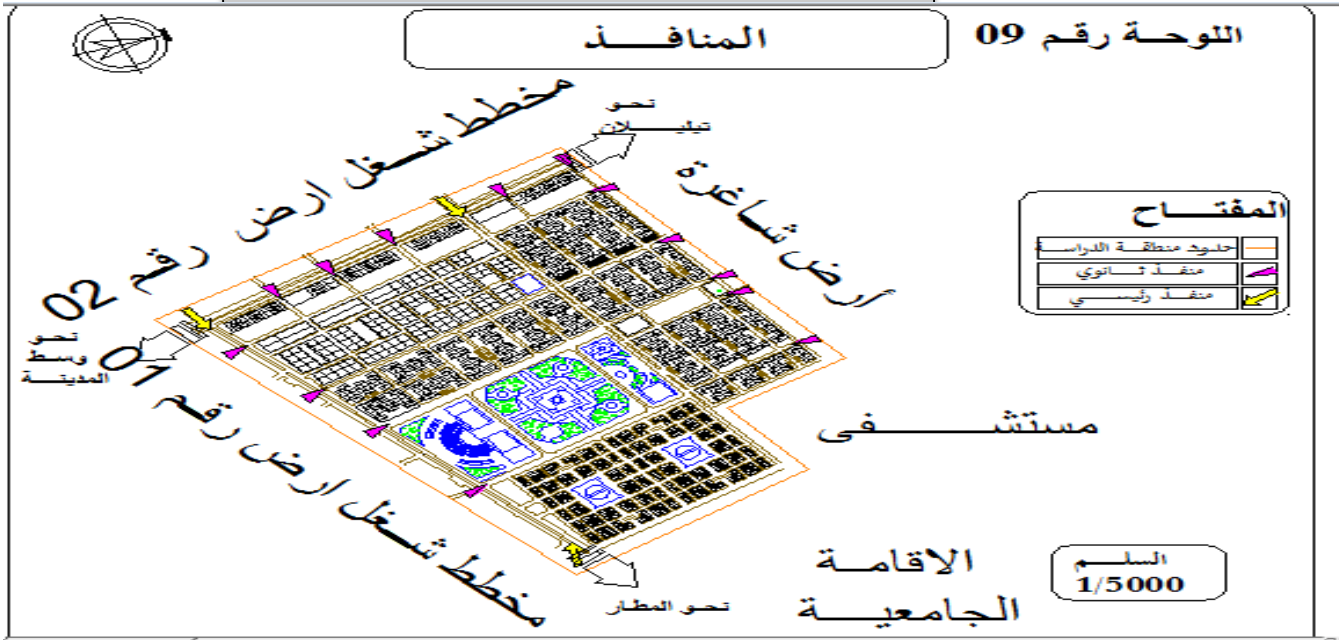 اللوحة رقم 09
المنافذ
مخطط شغل ارض رقم 02
نحو
تيليلان
أرض شاغرة
المفتاح
حدود منطقة الدراسة
منفذ ثانوي
منفذ رئيسي
نحو
وسط
المدينة
مخطط شغل ارض رقم 01
مستشفى
الاقامة
الجامعية
نحو المطار
السلم
1/5000